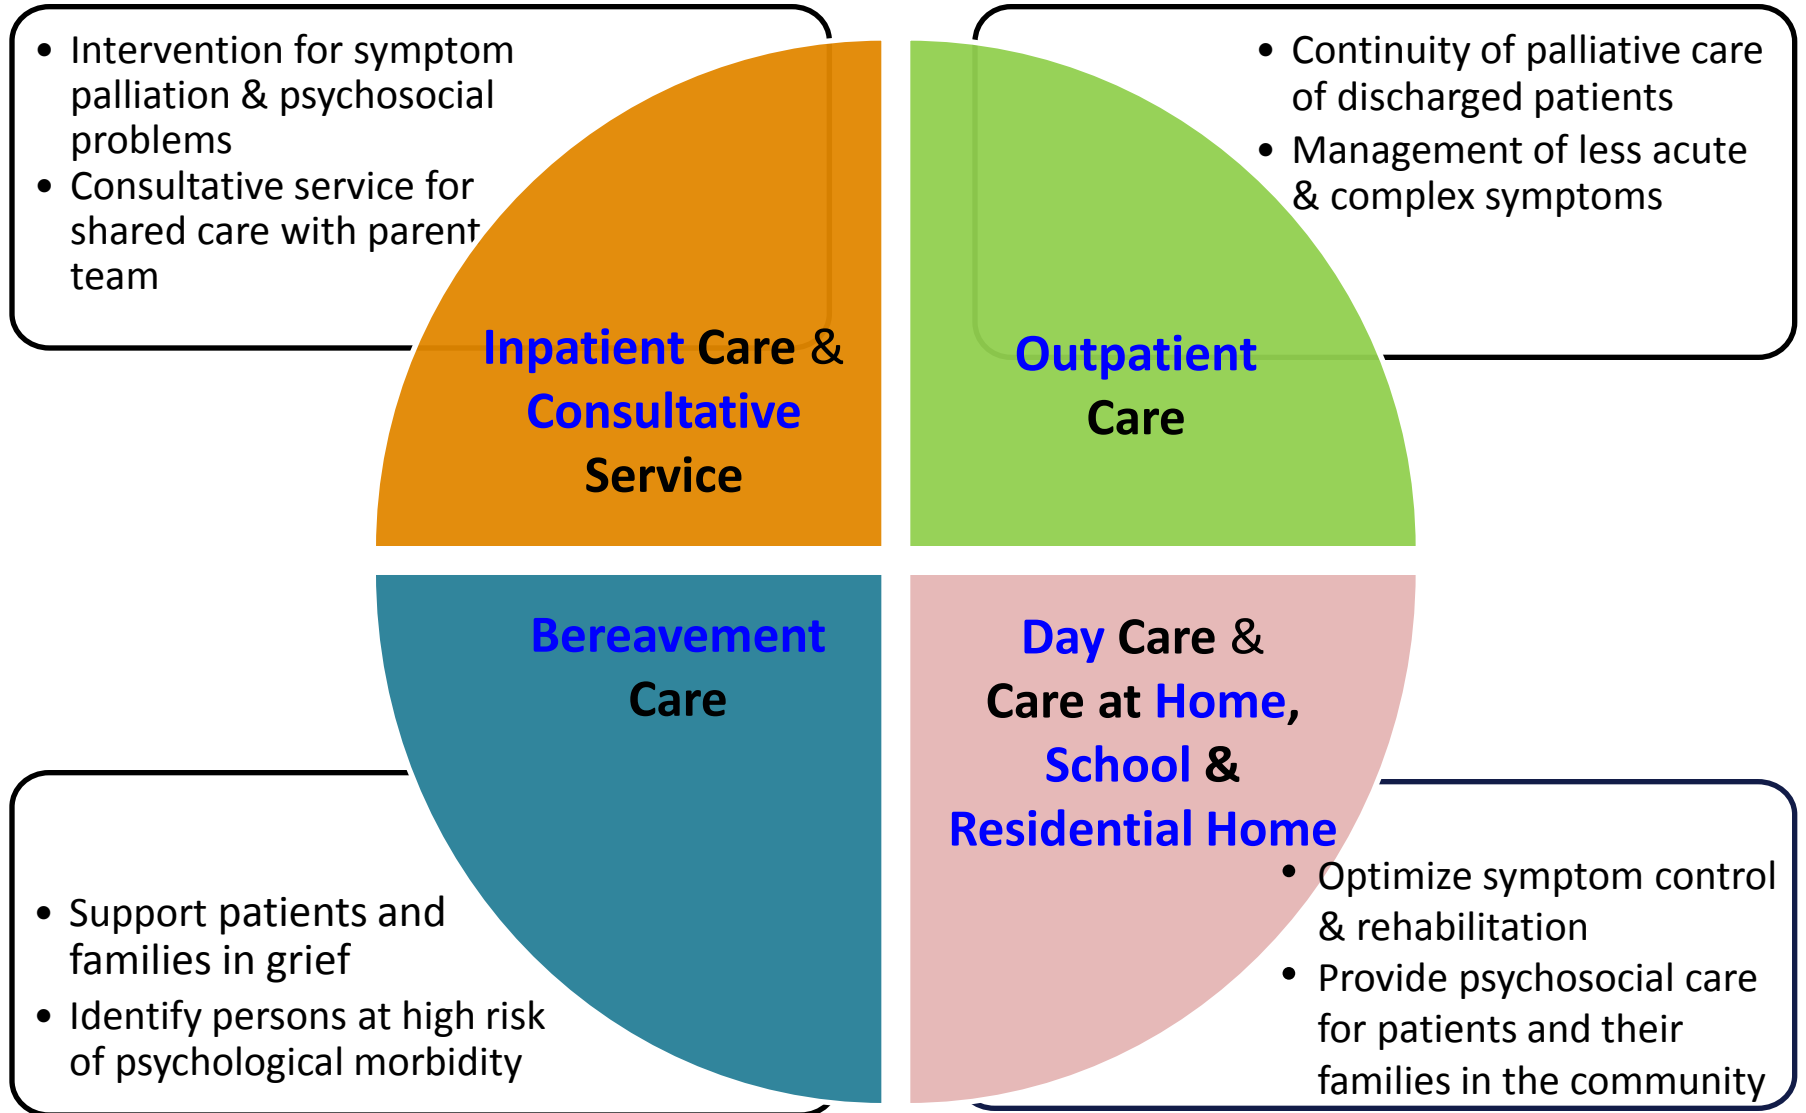 • Intervention for symptom
palliation & psychosocial
problems
• Consultative service for
shared care with parent
team
• Continuity of palliative care
of discharged patients
• Management of less acute
& complex symptoms
Inpatient Care &
Consultative
Service
Outpatient
Care
Bereavement
Care
Day Care &
Care at Home,
School &
Residential Home
• Support patients and
families in grief
• Identify persons at high risk
of psychological morbidity
• Optimize symptom control
& rehabilitation
• Provide psychosocial care
for patients and their
families in the community